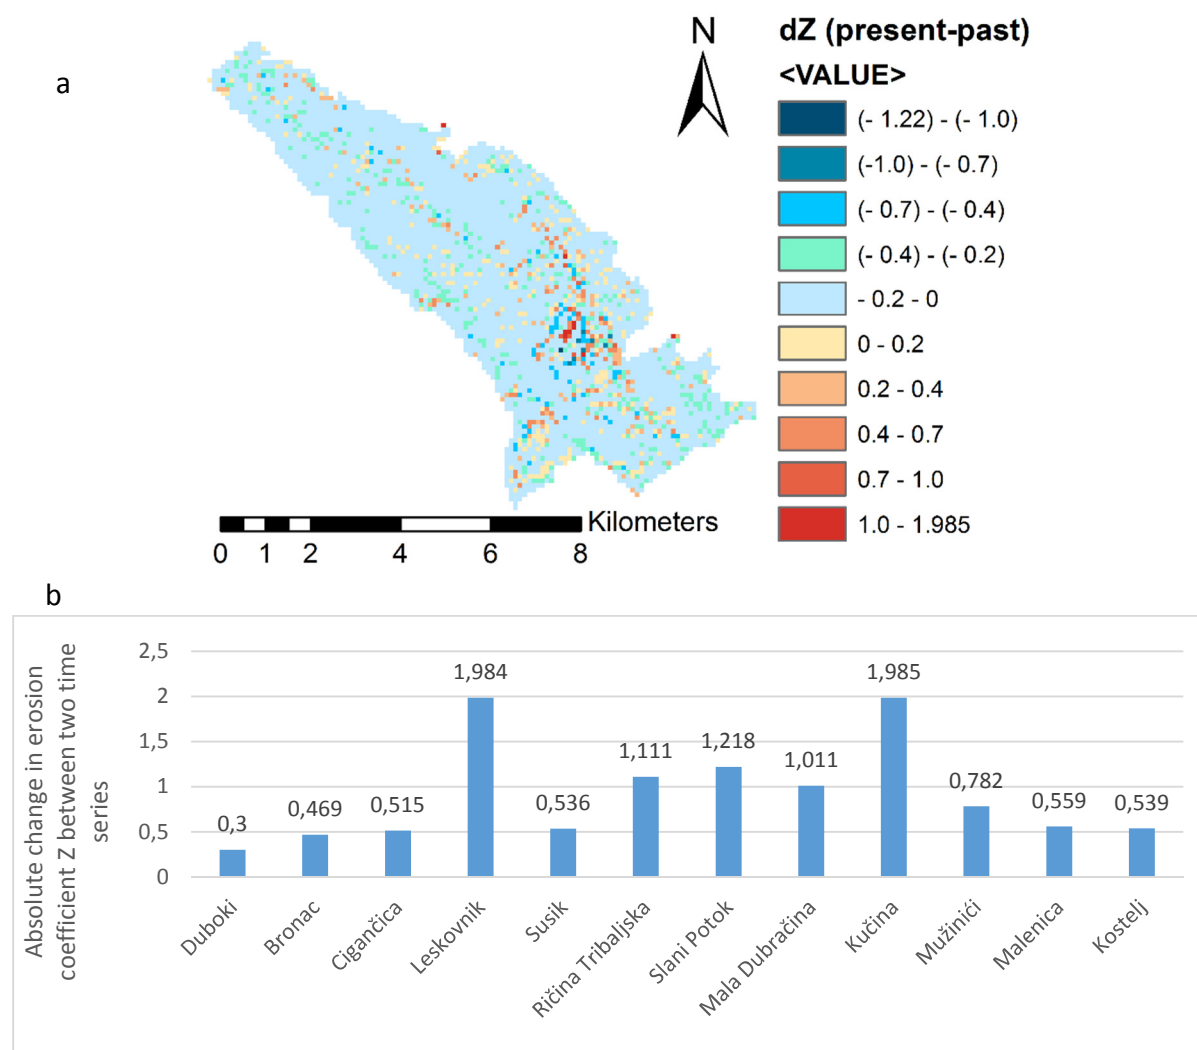 a
N
dZ (present-past)
<VALUE>
(- 1.22) - (- 1.0)
(-1.0) - (- 0.7)
(- 0.7) - (- 0.4)
(- 0.4) - (- 0.2)
- 0.2 - 0
0 - 0.2
0.2 - 0.4
0.4 - 0.7
0.7 - 1.0
1.0 - 1.985
Kilometers
0 1 2 4 6 8
b
Absolute change in erosion
coefficient Z between two time
series
2,5
2
1,5
1
0,5
0
0,3
0,469
0,515
1,984
0,536
1,111
1,218
1,011
1,985
0,782
0,559
0,539
Duboki
Bronac
Cigančica
Leskovnik
Susik
Ričina Tribaljska
Slani Potok
Mala Dubračina
Kučina
Mužinići
Malenica
Kostelj